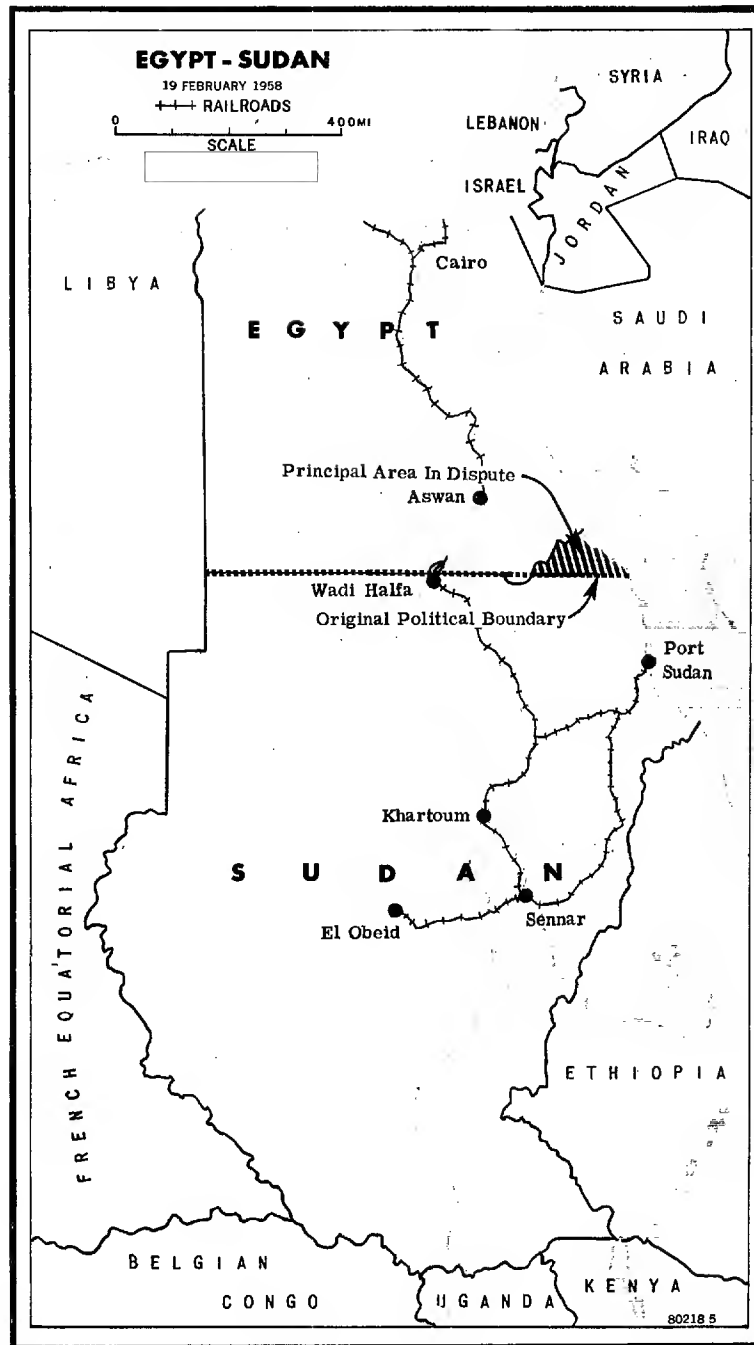 EGYPT - SUDAN
19 FEBRUARY 1958
RAILROADS
0 400MI
SCALE
SYRIA
LEBANON
IRAQ
ISRAEL
JORDAN
LIBYA
Cairo
EGYPT
SAUDI
ARABIA
Principal Area In Dispute
Aswan
Wadi Halfa
Original Political Boundary
Port
Sudan
FRENCH EQUATORIAL AFRICA
Khartoum
SUDAN
El Obeid
Sennar
ETHIOPIA
BELGIAN
CONGO
UGANDA
KENYA
80218 5